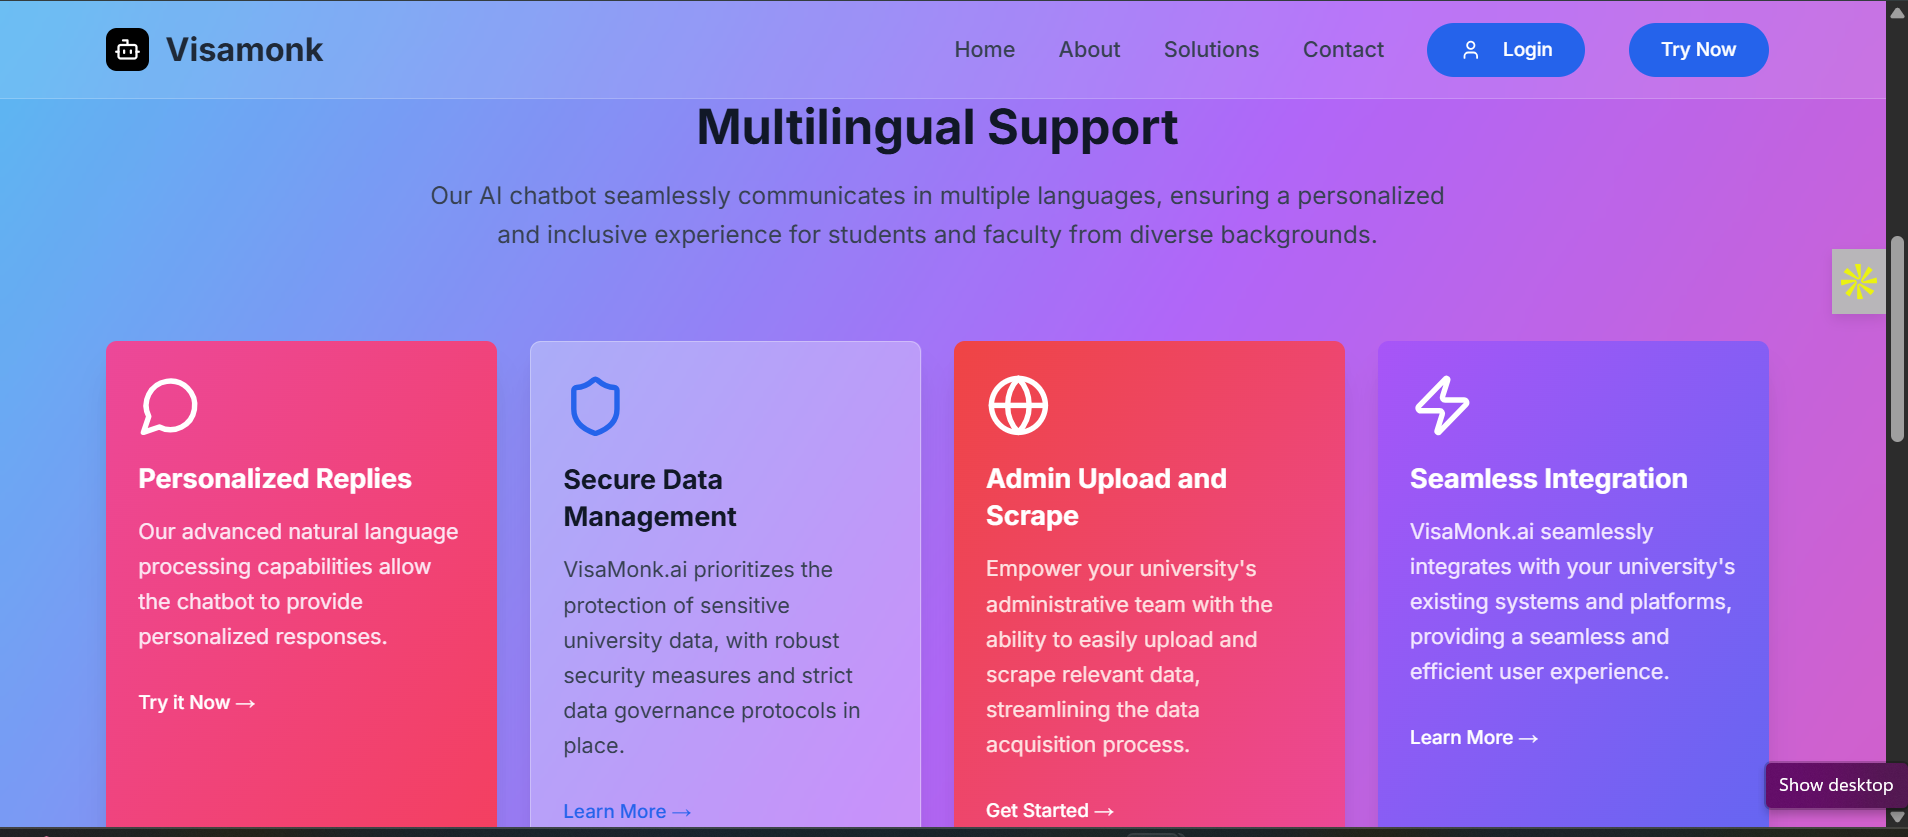 Visamonk
Home
About
Solutions
Contact
Login
Try Now
Multilingual Support
Our AI chatbot seamlessly communicates in multiple languages, ensuring a personalized
and inclusive experience for students and faculty from diverse backgrounds.
Personalized Replies
Our advanced natural language
processing capabilities allow
the chatbot to provide
personalized responses.
Try it Now →
Secure Data
Management
VisaMonk.ai prioritizes the
protection of sensitive
university data, with robust
security measures and strict
data governance protocols in
place.
Learn More →
Admin Upload and
Scrape
Empower your university's
administrative team with the
ability to easily upload and
scrape relevant data,
streamlining the data
acquisition process.
Get Started →
Seamless Integration
VisaMonk.ai seamlessly
integrates with your university's
existing systems and platforms,
providing a seamless and
efficient user experience.
Learn More →
Show desktop